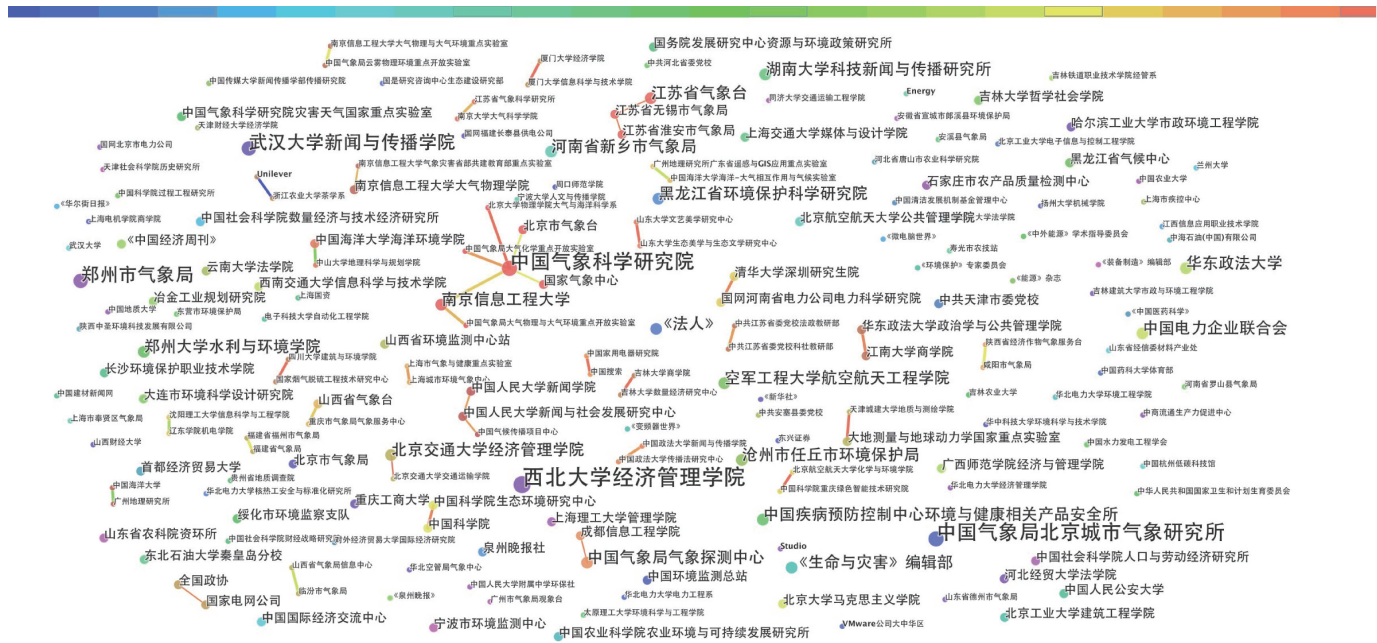 南京信息工程大学大气物理与大气环境重点实验室
中国气象局云雾物理环境重点开放实验室
厦门大学经济学院
厦门大学信息科学与技术学院
国务院发展研究中心资源与环境政策研究所
中共河北省委党校
湖南大学科技新闻与传播研究所
吉林铁道职业技术学院经管系
中国传媒大学新闻传播学部传播研究院
国是研究咨询中心生态建设研究部
江苏省气象台
同济大学交通运输工程学院
Energy
吉林大学哲学社会学院
中国气象科学研究院灾害天气国家重点实验室
江苏省气象科学研究所
江苏省无锡市气象局
安徽省宣城市郎溪县环境保护局
天津财经大学经济学院
南京大学气科学院
江苏省淮安市气象局
上海交通大学媒体与设计学院
安溪县气象局
哈尔滨工业大学市政环境工程学院
武汉大学新闻与传播学院
国网福建长泰县供电公司
河南省新乡市气象局
北京工业大学电子信息与控制工程学院
国网北京市电力公司
天津社会科学院历史研究所
南京信息工程大学气象灾害省部共建教育部重点实验室
广州地理研究所广东省遥感与GIS应用重点实验室
河北省唐山市农业科学研究院
黑龙江省气候中心
兰州大学
Unilever
中国海洋大学海洋-大气相互作用与气候实验室
石家庄市农产品质量检测中心
中国农业大学
中国科学院过程工程研究所
浙江农业大学茶学系
南京信息工程大学大气物理学院
周口师范学院
黑龙江省环境保护科学研究院
中国清洁发展机制基金管理中心
扬州大学机械学院
上海市疾控中心
《华尔街日报》
宁波大学人文与传播学院
北京大学物理学院大气与海洋科学系
上海电机学院商学院
中国社会科学院数量经济与技术经济研究所
北京市气象台
山东大学文艺美学研究中心
北京航空航天大学公共管理学院
大学法学院
江西信息应用职业技术学院
武汉大学
《中国经济周刊》
中国海洋大学海洋环境学院
中国气象局大气化学重点开放实验室
山东大学生态美学与生态文学研究中心
《微电脑世界》
寿光市农技站
《中外能源》学术指导委员会
中海石油(中国)有限公司
郑州市气象局
云南大学法学院
中山大学地理科学与规划学院
中国气象科学研究院
清华大学深圳研究生院
《环境保护》专家委员会
《能源》杂志
《装备制造》编辑部
华东政法大学
西南交通大学信息科学与技术学院
国家气象中心
冶金工业规划研究院
上海国资
南京信息工程大学
国网河南省电力公司电力科学研究院
中共天津市委党校
吉林建筑大学市政与环境工程学院
中国地质大学
东营市环境保护局
电子科技大学自动化工程学院
《中国医药科学》
陕西中圣环境科技发展有限公司
中国气象局大气物理与大气环境重点开放实验室
《法人》
中共江苏省委党校法政教研部
华东政法大学政治学与公共管理学院
中国电力企业联合会
郑州大学水利与环境学院
山西省环境监测中心站
中共江苏省委党校科社教研部
江南大学商学院
陕西省经济作物气象服务台
山东省经信委材料产业处
四川大学建筑与环境学院
上海市气象与健康重点实验室
中国家用电器研究院
咸阳市气象局
中国药科大学体育部
长沙环境保护职业技术学院
国家烟气脱硫工程技术研究中心
上海城市环境气象中心
中国搜索
吉林大学商学院
空军工程大学航空航天工程学院
河南省罗山县气象局
中国建材新闻网
大连市环境科学设计研究院
中国人民大学新闻学院
吉林大学数量经济研究中心
吉林农业大学
华北电力大学环境工程学院
山西省气象台
《新华社》
中共安塞县委党校
天津城建大学地质与测绘学院
上海市奉贤区气象局
沈阳理工大学信息科学与工程学院
重庆市气象局气象服务中心
中国人民大学新闻与社会发展研究中心
《变频器世界》
华中科技大学环境科学与技术学院
中商流通生产力促进中心
辽东学院机电学院
福建省福州市气象局
中国气候传播项目中心
东兴证券
大地测量与地球动力学国家重点实验室
山西财经大学
福建省气象局
北京交通大学经济管理学院
中国政法大学新闻与传播学院
沧州市任丘市环境保护局
中国水力发电工程学会
首都经济贸易大学
北京市气象局
中国政法大学传播法研究中心
北京航空航天大学化学与环境学院
广西师范学院经济与管理学院
中国杭州低碳科技馆
贵州省地质调查院
北京交通大学交通运输学院
西北大学经济管理学院
中国科学院重庆绿色智能技术研究院
华北电力大学经济管理学院
中华人民共和国国家卫生和计划生育委员会
中国海洋大学
华北电力大学核热工安全与标准化研究所
广州地理研究所
重庆工商大学
中国科学院生态环境研究中心
绥化市环境监察支队
上海理工大学管理学院
中国疾病预防控制中心环境与健康相关产品安全所
山东省农科院资环所
中国科学院
成都信息工程学院
中国气象局北京城市气象研究所
中国社会科学院财经战略研究院
对外经济贸易大学国际经济研究院
东北石油大学秦皇岛分校
泉州晚报社
中国气象局气象探测中心
Studio
《生命与灾害》编辑部
中国社会科学院人口与劳动经济研究所
山西省气象局信息中心
华北空管局气象中心
中国环境监测总站
河北经贸大学法学院
全国政协
临汾市气象局
中国人民大学附属中学环保社
华北电力大学电力工程系
中国人民公安大学
国家电网公司
《泉州晚报》
广州市气象局观象台
北京大学马克思主义学院
山东省德州市气象局
中国国际经济交流中心
太原理工大学环境科学与工程学院
北京工业大学建筑工程学院
宁波市环境监测中心
中国农业科学院农业环境与可持续发展研究所
VMware公司大中华区